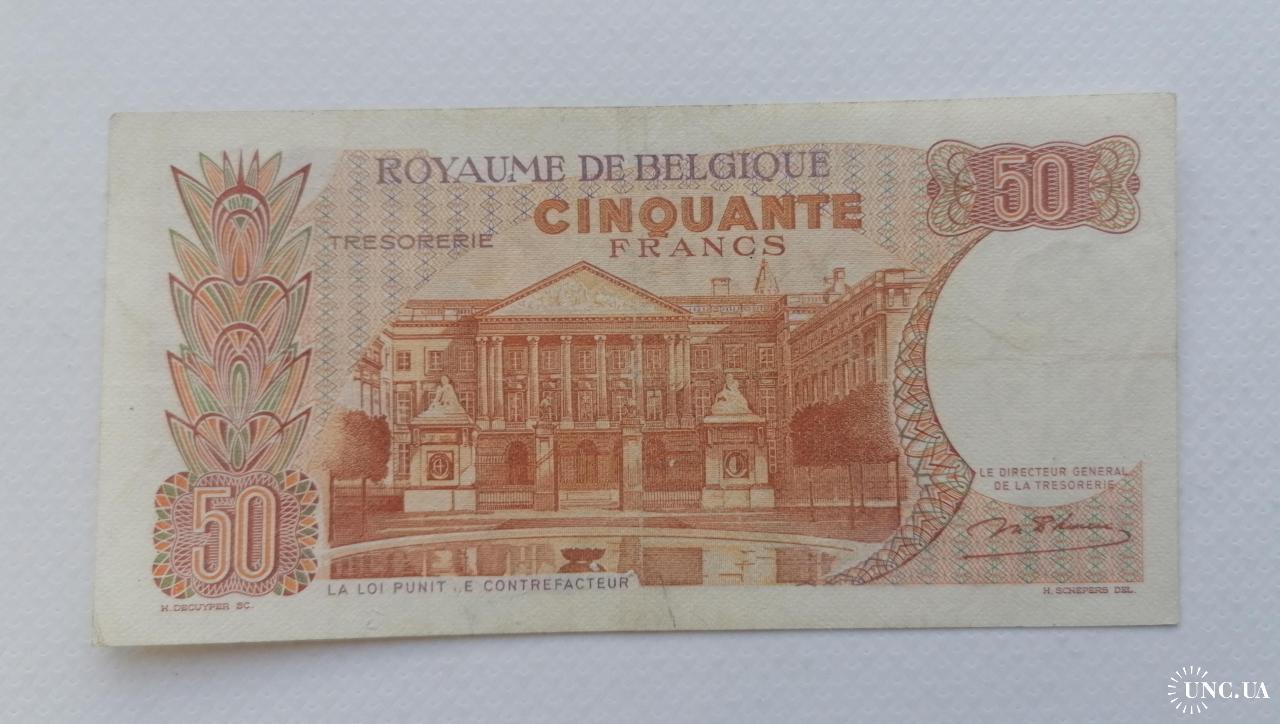 ROYAUME DE BELGIQUE
50
CINQUANTE
TRESORERIE
FRANCS
LE DIRECTEUR GENERAL
DE LA TRESORERIE
50
LA LOI PUNIT E CONTREFACTEUR
H. DECUYPER SC.
H. SCHEPERS DEL.
UNC.UA